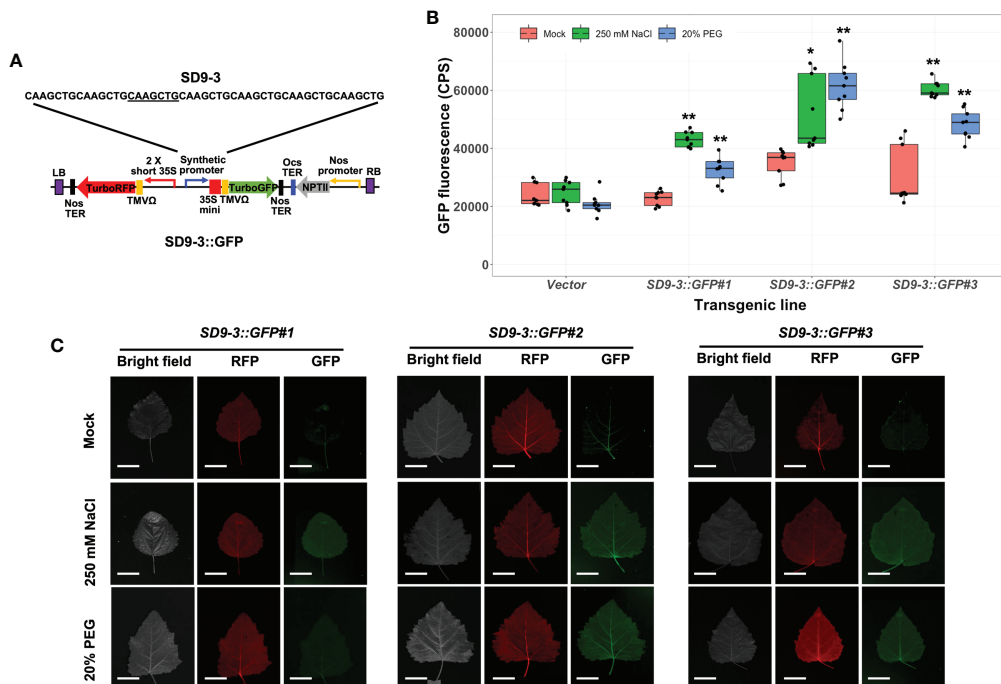 A
SD9-3
CAAGCTGCAAGCTGCAAGCTGCAAGCTGCAAGCTGCAAGCTGCAAGCTG
LB
2 X
short 35S
Synthetic
promoter
Ocs
TER
Nos
promoter
RB
TurboRFP
TurboGFP
NPTII
Nos
TER
TMVΩ
35S
mini
TMVΩ
Nos
TER
SD9-3::GFP
B
GFP fluorescence (CPS)
80000
60000
40000
20000
0
Mock
250 mM NaCl
20% PEG
**
**
*
**
**
**
Vector
SD9-3::GFP#1
SD9-3::GFP#2
SD9-3::GFP#3
Transgenic line
C
SD9-3::GFP#1
SD9-3::GFP#2
SD9-3::GFP#3
Bright field
RFP
GFP
Bright field
RFP
GFP
Bright field
RFP
GFP
Mock
250 mM NaCl
20% PEG